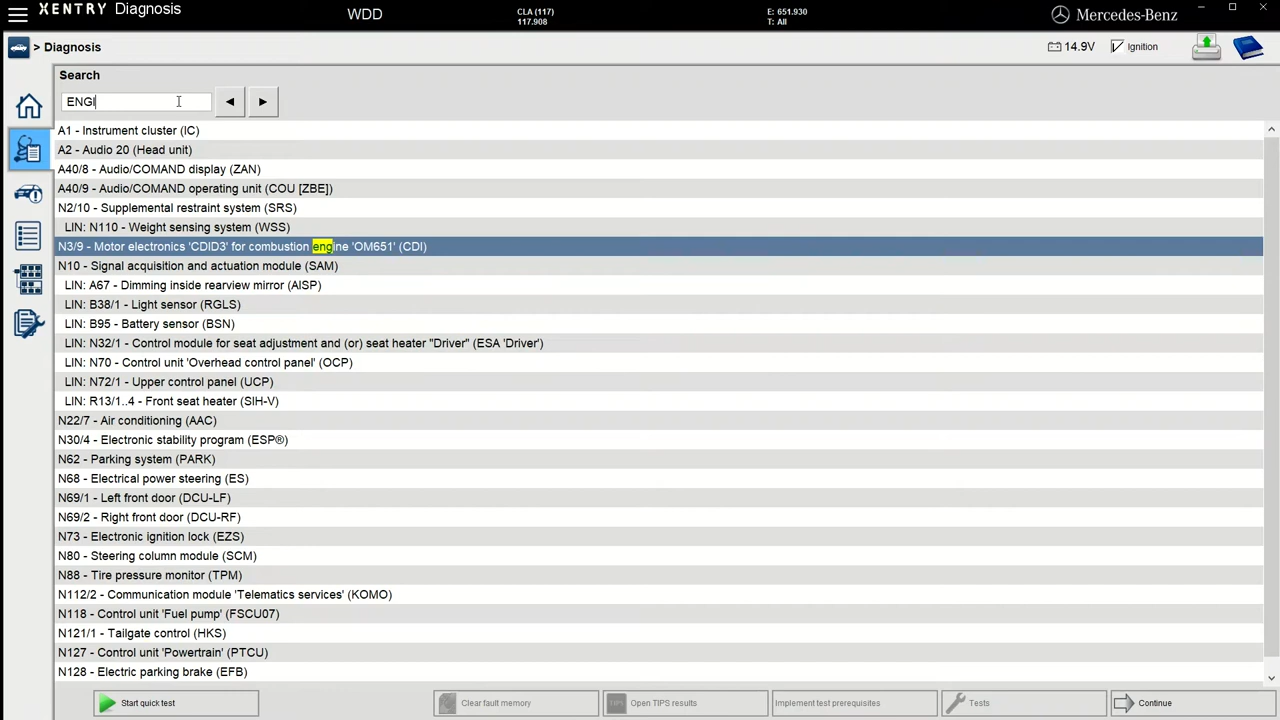 XENTRY Diagnosis
WDD
CLA (117)
117.908
E: 651.930
T: All
Mercedes-Benz
> Diagnosis
14.9V
Ignition
Search
ENGI
A1 - Instrument cluster (IC)
A2 - Audio 20 (Head unit)
A40/8 - Audio/COMAND display (ZAN)
A40/9 - Audio/COMAND operating unit (COU [ZBE])
N2/10 - Supplemental restraint system (SRS)
LIN: N110 - Weight sensing system (WSS)
N3/9 - Motor electronics 'CDID3' for combustion engine 'OM651' (CDI)
N10 - Signal acquisition and actuation module (SAM)
LIN: A67 - Dimming inside rearview mirror (AISP)
LIN: B38/1 - Light sensor (RGLS)
LIN: B95 - Battery sensor (BSN)
LIN: N32/1 - Control module for seat adjustment and (or) seat heater "Driver" (ESA 'Driver')
LIN: N70 - Control unit 'Overhead control panel' (OCP)
LIN: N72/1 - Upper control panel (UCP)
LIN: R13/1..4 - Front seat heater (SIH-V)
N22/7 - Air conditioning (AAC)
N30/4 - Electronic stability program (ESP®)
N62 - Parking system (PARK)
N68 - Electrical power steering (ES)
N69/1 - Left front door (DCU-LF)
N69/2 - Right front door (DCU-RF)
N73 - Electronic ignition lock (EZS)
N80 - Steering column module (SCM)
N88 - Tire pressure monitor (TPM)
N112/2 - Communication module 'Telematics services' (KOMO)
N118 - Control unit 'Fuel pump' (FSCU07)
N121/1 - Tailgate control (HKS)
N127 - Control unit 'Powertrain' (PTCU)
N128 - Electric parking brake (EFB)
Start quick test
Clear fault memory
TIPS
Open TIPS results
Implement test prerequisites
Tests
Continue